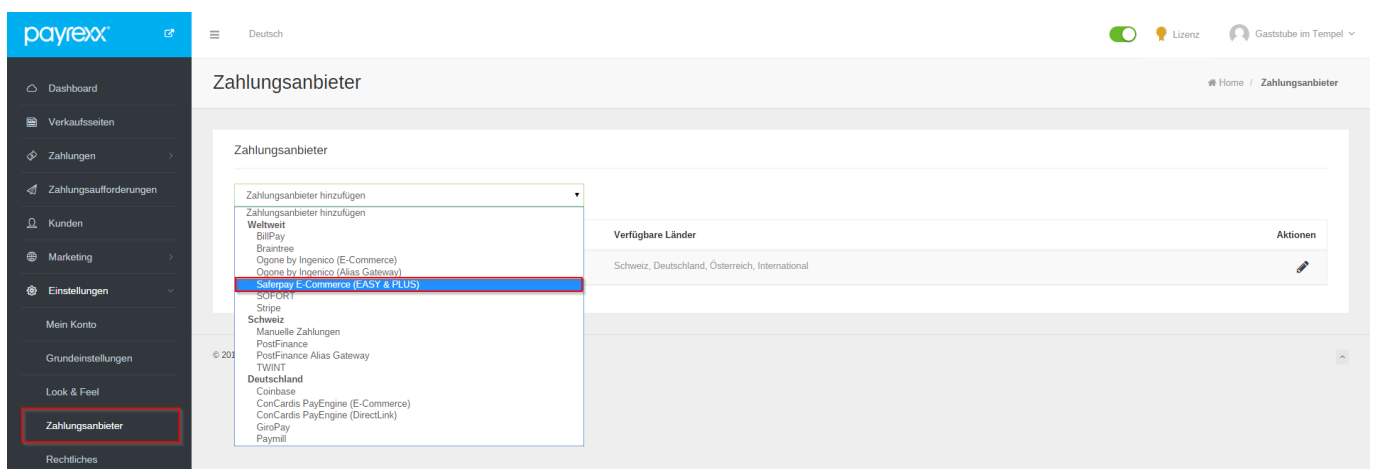 payrexx
Deutsch
Lizenz
Gaststube im Tempel
Zahlungsanbieter
Home / Zahlungsanbieter
Dashboard
Verkaufsseiten
Zahlungen
Zahlungsaufforderungen
Kunden
Marketing
Einstellungen
Mein Konto
Grundeinstellungen
Look & Feel
Zahlungsanbieter
Rechtliches
Zahlungsanbieter
Zahlungsanbieter hinzufügen
Zahlungsanbieter hinzufügen
Weltweit
BillPay
Braintree
Ogone by Ingenico (E-Commerce)
Ogone by Ingenico (Alias Gateway)
Saferpay E-Commerce (EASY & PLUS)
SOFORT
Stripe
Schweiz
Manuelle Zahlungen
PostFinance
PostFinance Alias Gateway
TWINT
Deutschland
Coinbase
ConCardis PayEngine (E-Commerce)
ConCardis PayEngine (DirectLink)
GiroPay
Paymill
Verfügbare Länder
Aktionen
Schweiz, Deutschland, Österreich, International
© 201